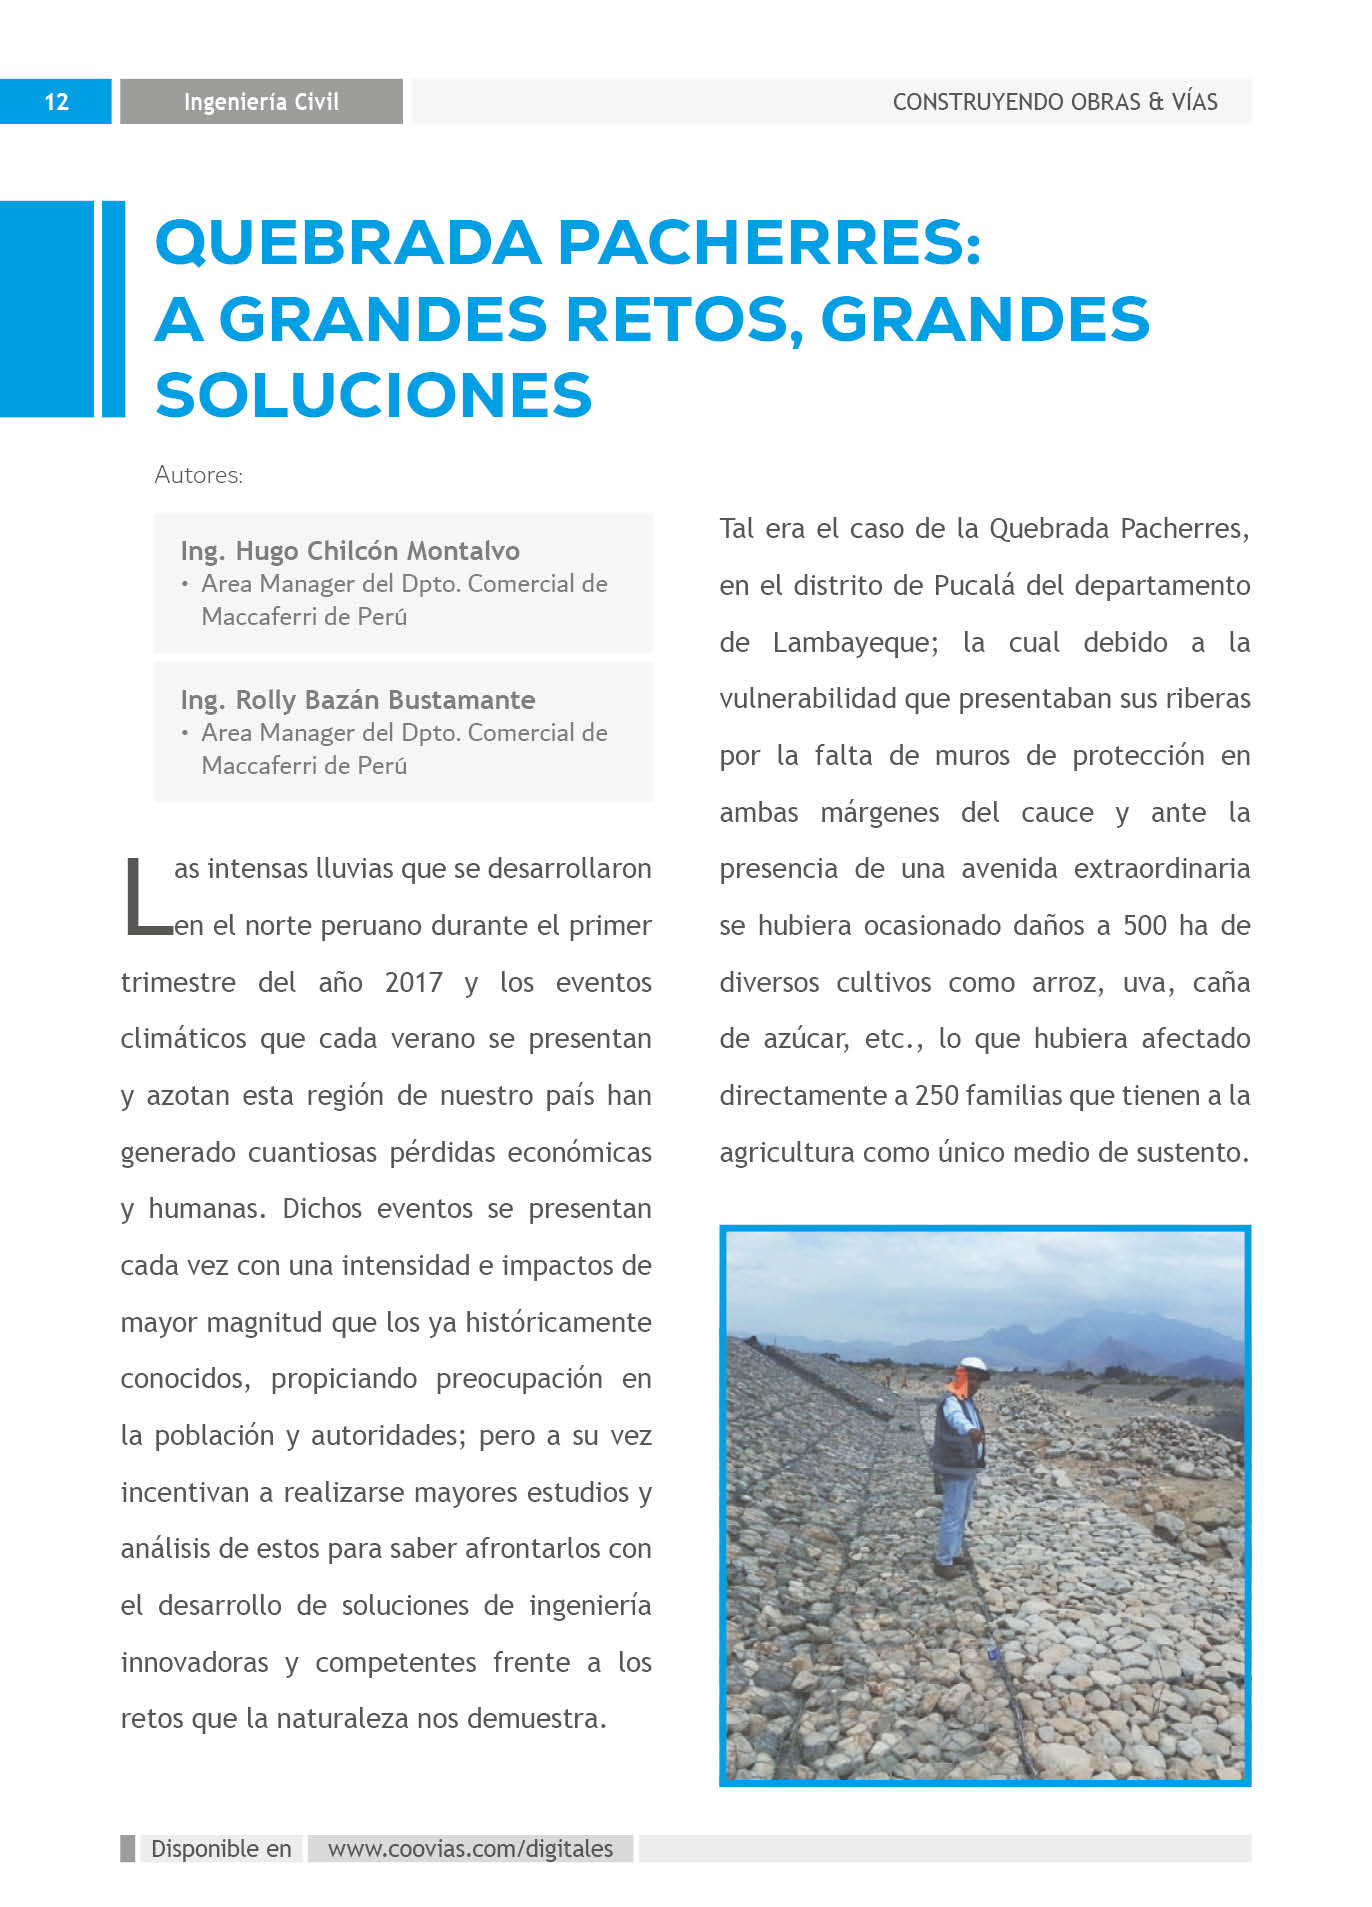 12
Ingeniería Civil
CONSTRUYENDO OBRAS & VÍAS
QUEBRADA PACHERRES:
A GRANDES RETOS, GRANDES
SOLUCIONES
Autores:
Ing. Hugo Chilcón Montalvo
• Area Manager del Dpto. Comercial de
Maccaferri de Perú
Ing. Rolly Bazán Bustamante
• Area Manager del Dpto. Comercial de
Maccaferri de Perú
Las intensas lluvias que se desarrollaron
en el norte peruano durante el primer
trimestre del año 2017 y los eventos
climáticos que cada verano se presentan
y azotan esta región de nuestro país han
generado cuantiosas pérdidas económicas
y humanas. Dichos eventos se presentan
cada vez con una intensidad e impactos de
mayor magnitud que los ya históricamente
conocidos, propiciando preocupación en
la población y autoridades; pero a su vez
incentivan a realizarse mayores estudios y
análisis de estos para saber afrontarlos con
el desarrollo de soluciones de ingeniería
innovadoras y competentes frente a los
retos que la naturaleza nos demuestra.
Tal era el caso de la Quebrada Pacherres,
en el distrito de Pucalá del departamento
de Lambayeque; la cual debido a la
vulnerabilidad que presentaban sus riberas
por la falta de muros de protección en
ambas márgenes del cauce y ante la
presencia de una avenida extraordinaria
se hubiera ocasionado daños a 500 ha de
diversos cultivos como arroz, uva, caña
de azúcar, etc., lo que hubiera afectado
directamente a 250 familias que tienen a la
agricultura como único medio de sustento.
Disponible en
www.coovias.com/digitales